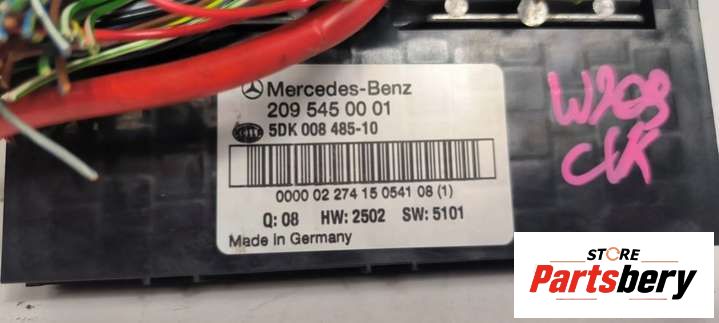 Mercedes-Benz
209 545 00 01
HELLA 5DK 008 485-10
0000 02 274 15 0541 08 (1)
Q: 08 HW: 2502 SW: 5101
Made in Germany
W209
CLK
STORE
Partsbery